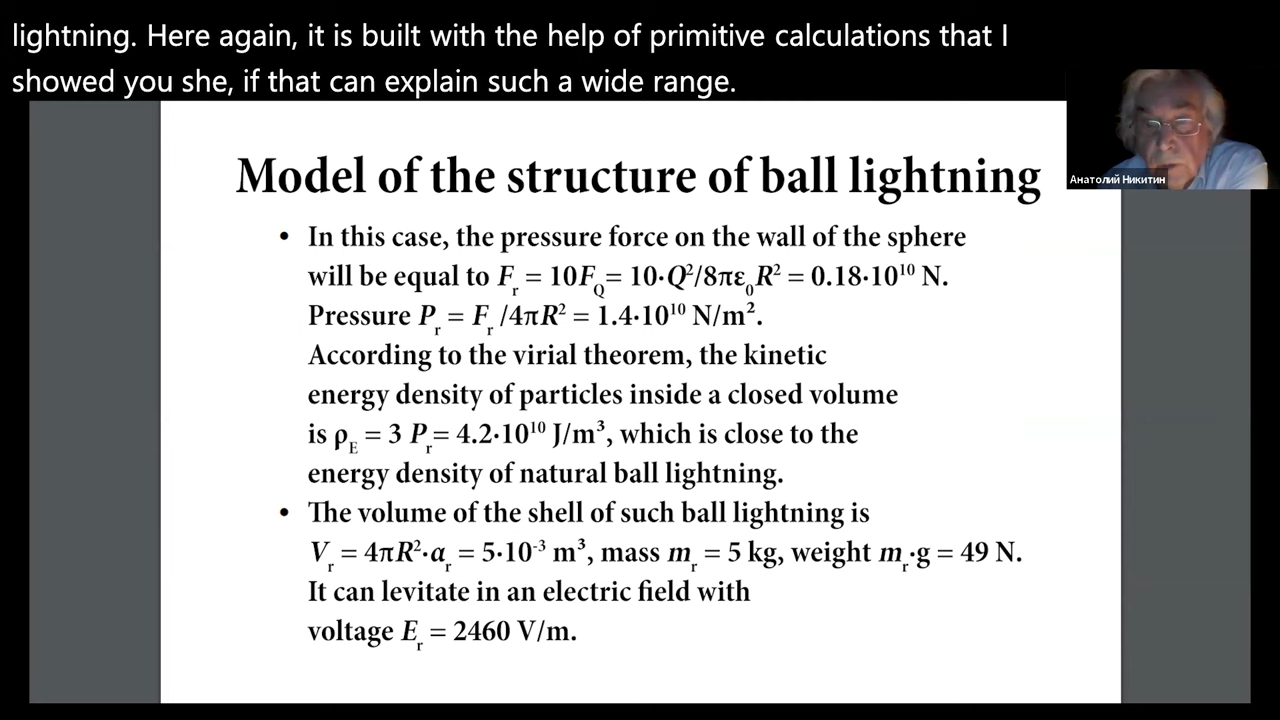 lightning. Here again, it is built with the help of primitive calculations that I
showed you she, if that can explain such a wide range.
Анатолий Никитин
Model of the structure of ball lightning
• In this case, the pressure force on the wall of the sphere
will be equal to Fᵣ = 10F_Q= 10·Q²/8πε₀R² = 0.18·10¹⁰ N.
Pressure Pᵣ = Fᵣ /4πR² = 1.4·10¹⁰ N/m².
According to the virial theorem, the kinetic
energy density of particles inside a closed volume
is ρ_E = 3 Pᵣ= 4.2·10¹⁰ J/m³, which is close to the
energy density of natural ball lightning.
• The volume of the shell of such ball lightning is
Vᵣ = 4πR²·aᵣ = 5·10⁻³ m³, mass mᵣ = 5 kg, weight mᵣ·g = 49 N.
It can levitate in an electric field with
voltage Eᵣ = 2460 V/m.